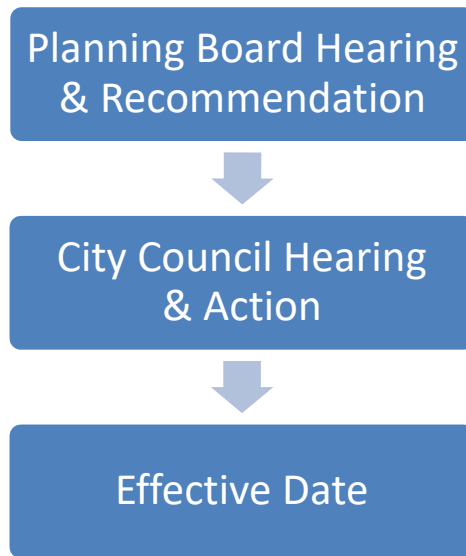 Planning Board Hearing
& Recommendation
City Council Hearing
& Action
Effective Date